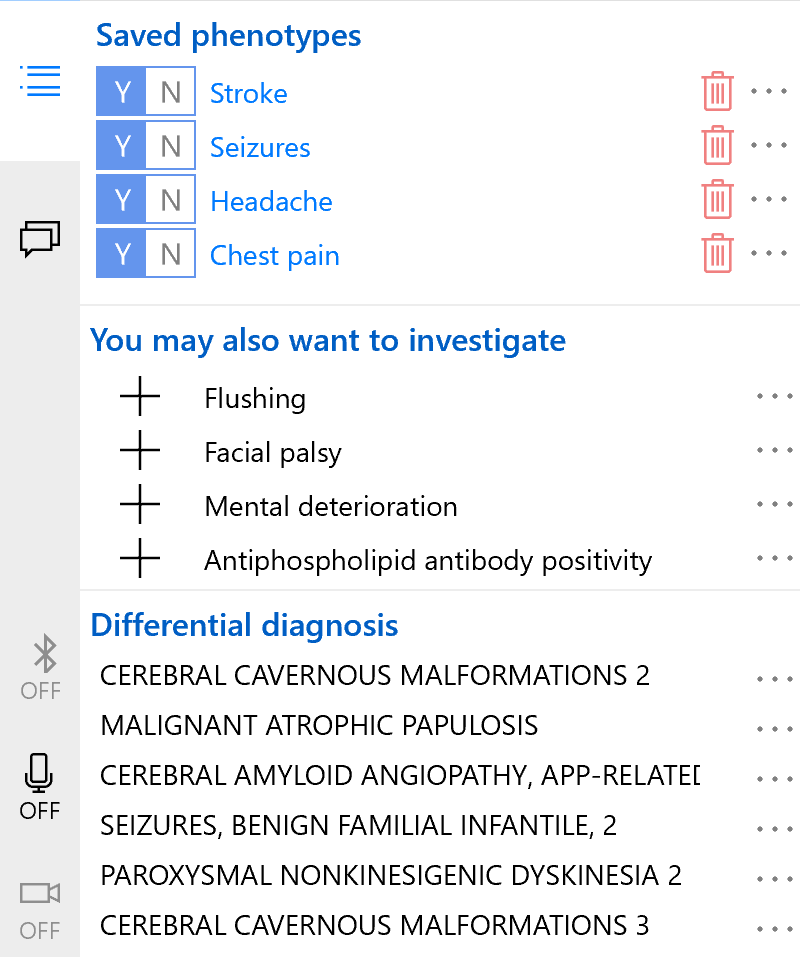 Saved phenotypes
Y N Stroke
Y N Seizures
Y N Headache
Y N Chest pain
You may also want to investigate
Flushing
Facial palsy
Mental deterioration
Antiphospholipid antibody positivity
Differential diagnosis
CEREBRAL CAVERNOUS MALFORMATIONS 2
MALIGNANT ATROPHIC PAPULOSIS
CEREBRAL AMYLOID ANGIOPATHY, APP-RELATED
SEIZURES, BENIGN FAMILIAL INFANTILE, 2
PAROXYSMAL NONKINESIGENIC DYSKINESIA 2
CEREBRAL CAVERNOUS MALFORMATIONS 3
OFF
OFF
OFF